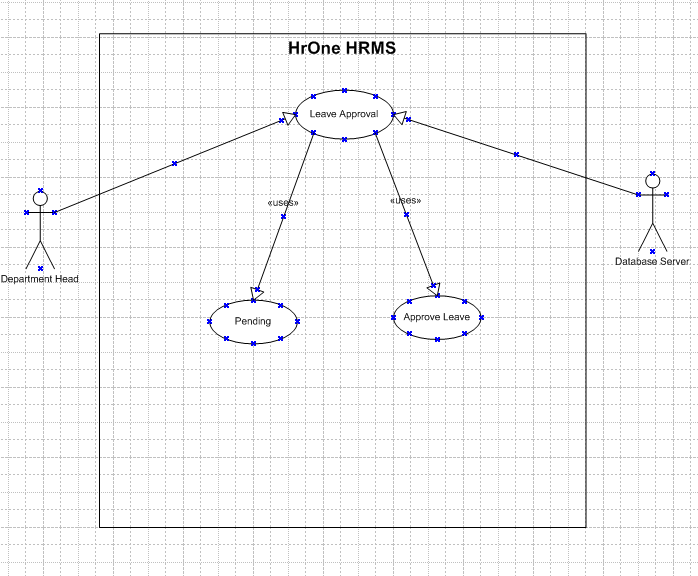 HrOne HRMS
Leave Approval
«uses»
«uses»
Department Head
Database Server
Pending
Approve Leave